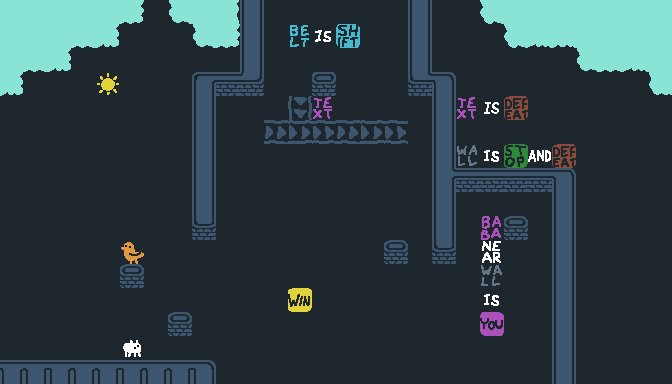 BELT IS SHIFT
TEXT
TEXT IS DEFEAT
WALL IS STOP AND DEFEAT
BABA
NEAR
WALL
IS
YOU
WIN